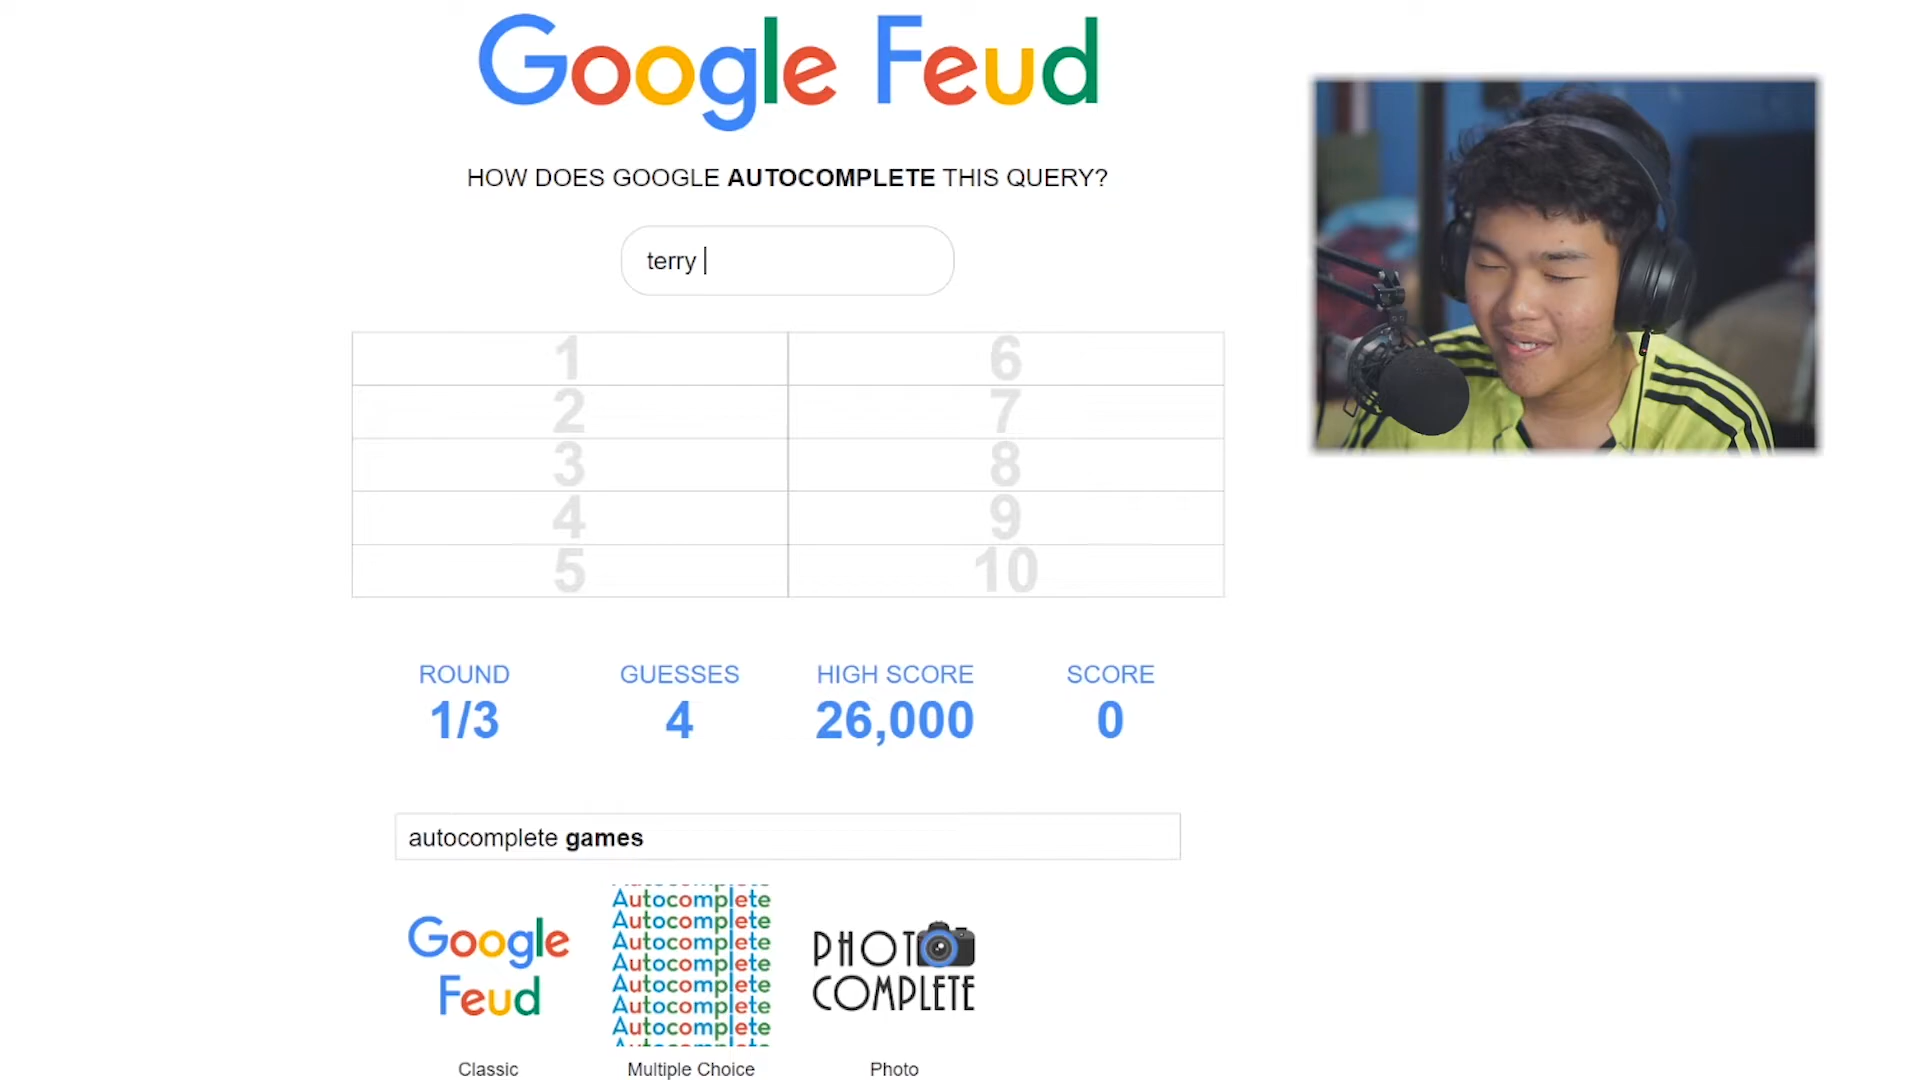 Google Feud
HOW DOES GOOGLE AUTOCOMPLETE THIS QUERY?
terry
1 6
2 7
3 8
4 9
5 10
ROUND GUESSES HIGH SCORE SCORE
1/3 4 26,000 0
autocomplete games
Google
Feud
Autocomplete
Autocomplete
Autocomplete
Autocomplete
Autocomplete
Autocomplete
Autocomplete
PHOTO
COMPLETE
Classic Multiple Choice Photo